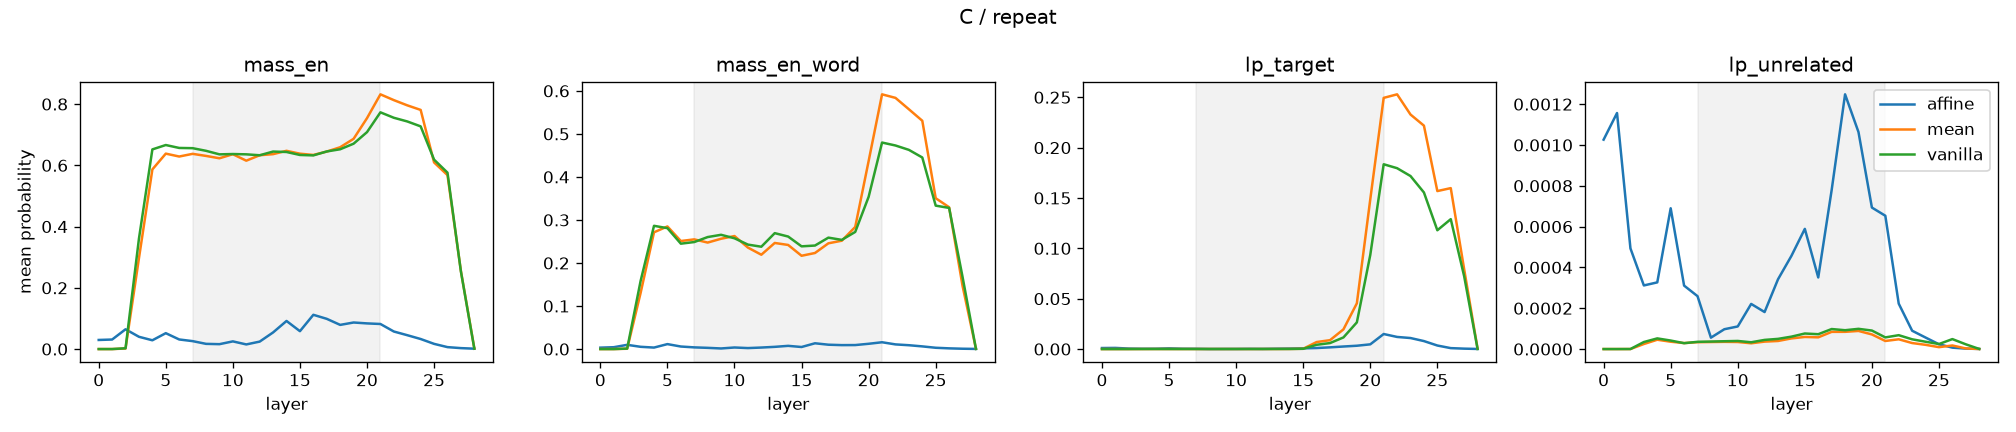 C / repeat
mass_en
mean probability
0.0
0.2
0.4
0.6
0.8
0 5 10 15 20 25
layer
mass_en_word
0.0
0.1
0.2
0.3
0.4
0.5
0.6
0 5 10 15 20 25
layer
lp_target
0.00
0.05
0.10
0.15
0.20
0.25
0 5 10 15 20 25
layer
lp_unrelated
0.0000
0.0002
0.0004
0.0006
0.0008
0.0010
0.0012
0 5 10 15 20 25
layer
affine
mean
vanilla